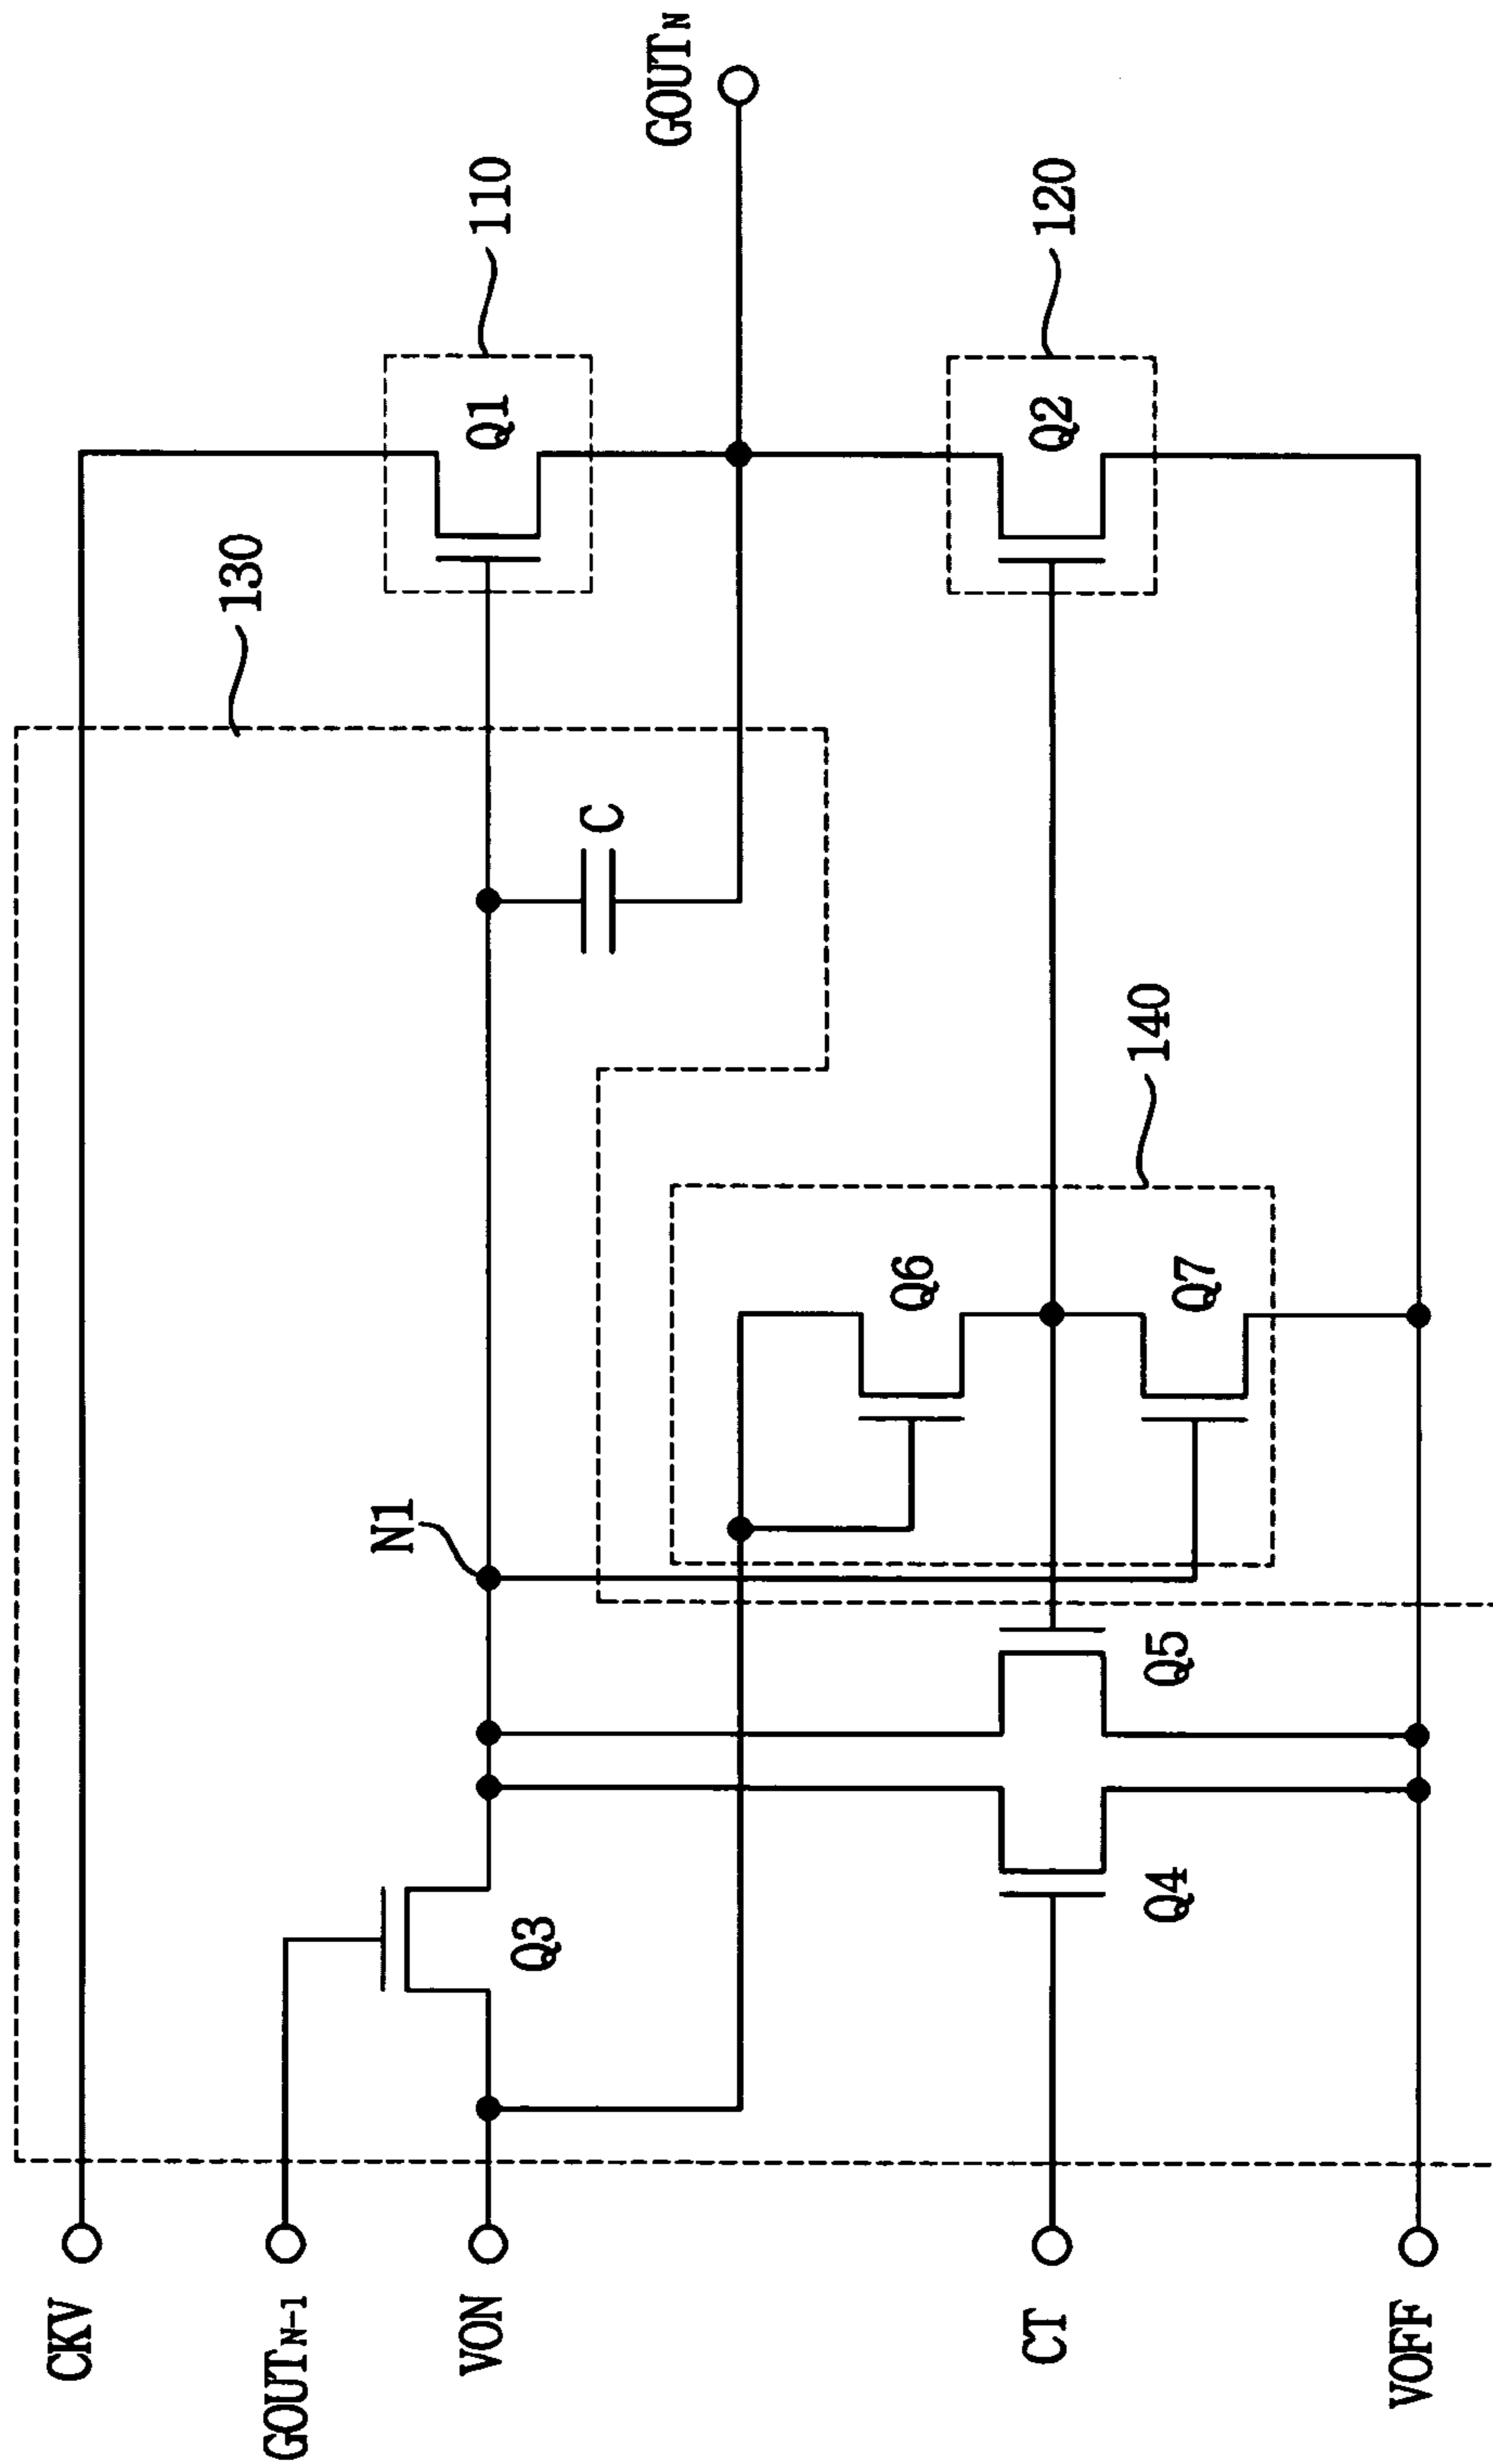 CKV
GOUTN-1
VON
CT
VOFF
130
N1
Q3
Q4
Q5
Q6
Q7
140
C
Q1
110
Q2
120
GOUTN